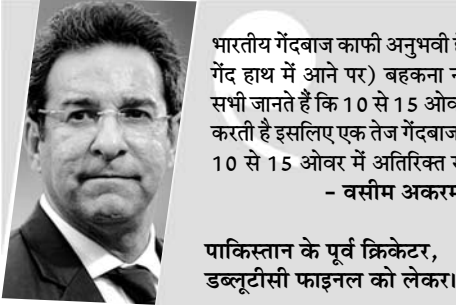 भारतीय गेंदबाज काफी अनुभवी
गेंद हाथ में आने पर) बहकना
सभी जानते हैं कि 10 से 15
करती है इसलिए एक तेज गेंदबाज
10 से 15 ओवर में अतिरिक्त
- वसीम अकरम
पाकिस्तान के पूर्व क्रिकेटर,
डब्लूटीसी फाइनल को लेकर।